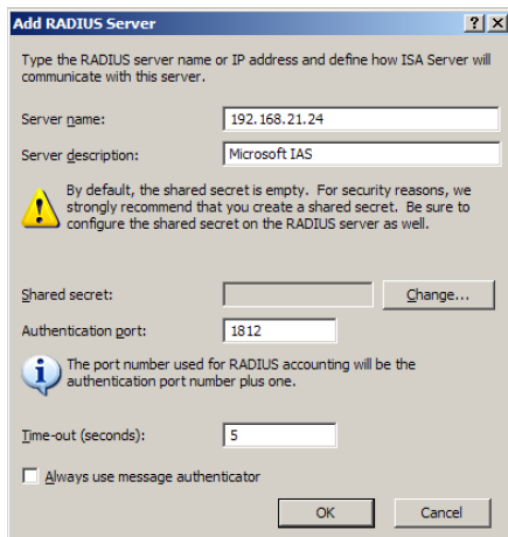 Add RADIUS Server
Type the RADIUS server name or IP address and define how ISA Server will
communicate with this server.
Server name: 192.168.21.24
Server description: Microsoft IAS
By default, the shared secret is empty. For security reasons, we
strongly recommend that you create a shared secret. Be sure to
configure the shared secret on the RADIUS server as well.
Shared secret: Change...
Authentication port: 1812
The port number used for RADIUS accounting will be the
authentication port number plus one.
Time-out (seconds): 5
Always use message authenticator
OK Cancel